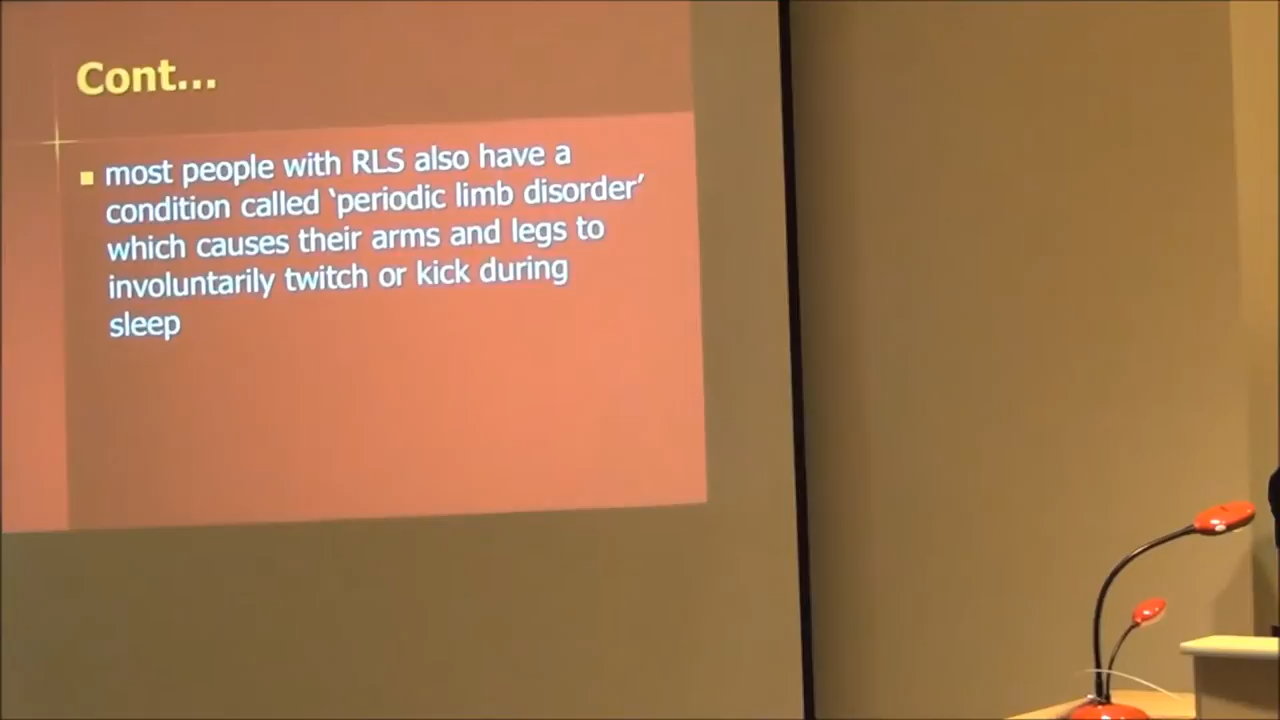 Cont...
most people with RLS also have a
condition called ‘periodic limb disorder’
which causes their arms and legs to
involuntarily twitch or kick during
sleep